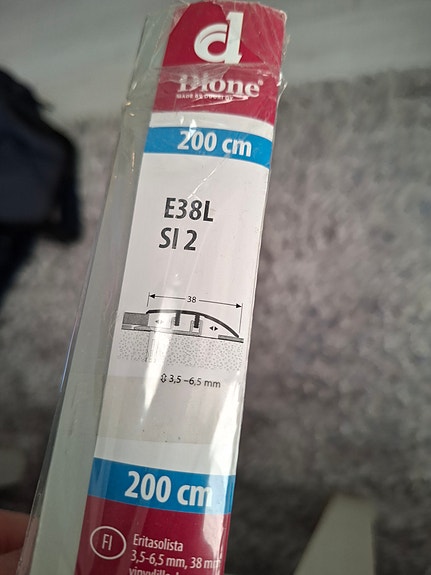 d
Dione®
200 cm
E38L
SI 2
38
3,5 –6,5 mm
200 cm
FI
Eritasolista
3,5-6,5 mm, 38 mm